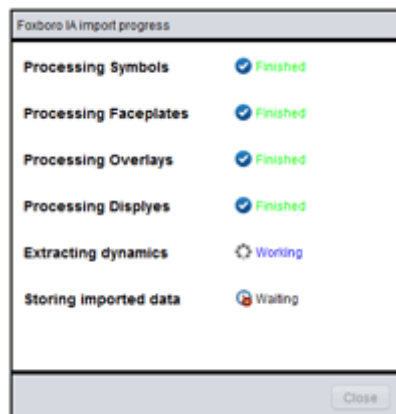 Foxboro IA import progress
Processing Symbols Finished
Processing Faceplates Finished
Processing Overlays Finished
Processing Displyes Finished
Extracting dynamics Working
Storing imported data Waiting
Close